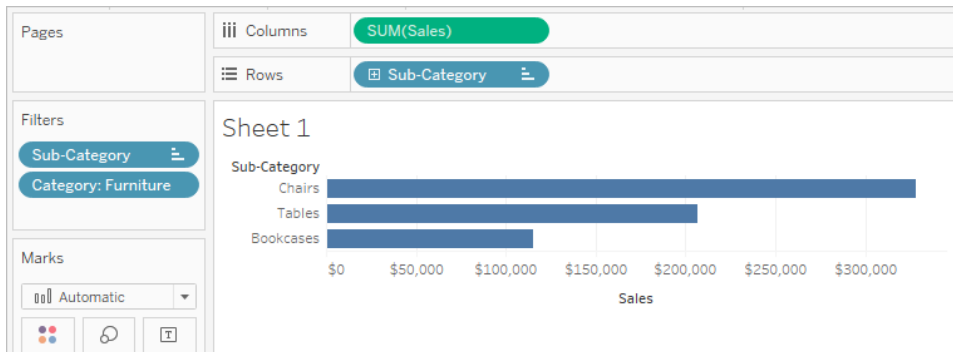 Pages
Columns
SUM(Sales)
Rows
Sub-Category
Filters
Sub-Category
Category: Furniture
Marks
Automatic
T
Sheet 1
Sub-Category
Chairs
Tables
Bookcases
$0 $50,000 $100,000 $150,000 $200,000 $250,000 $300,000
Sales